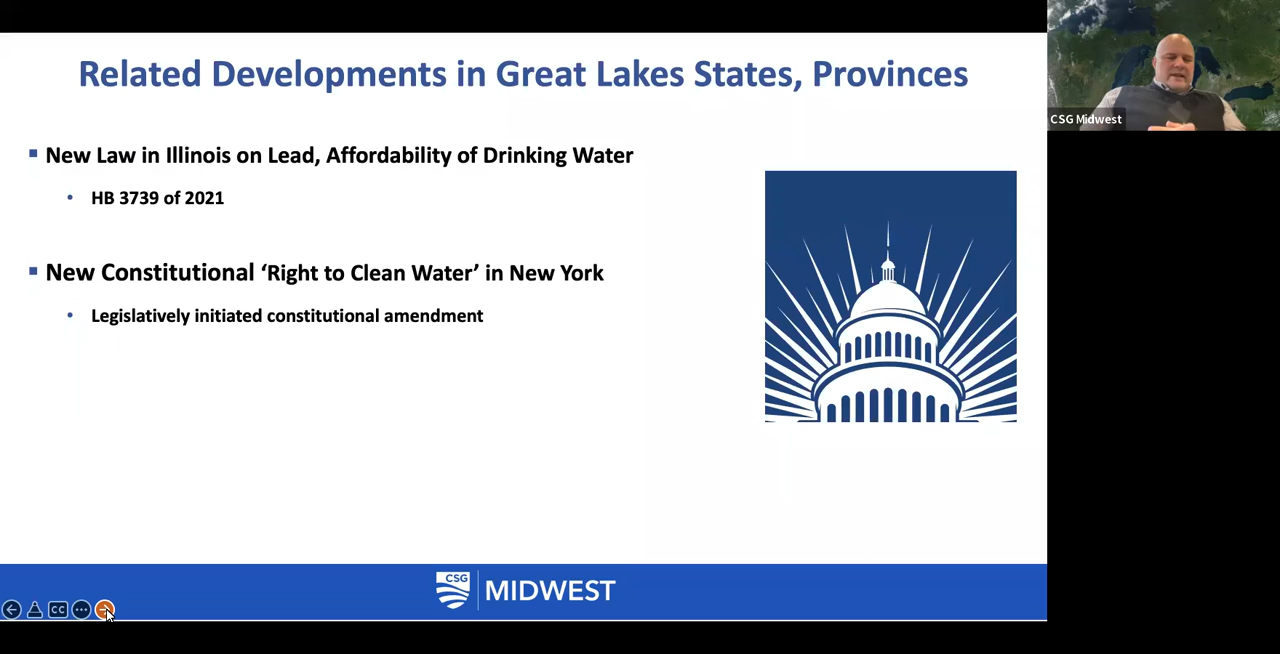 Related Developments in Great Lakes States, Provinces
CSG Midwest
New Law in Illinois on Lead, Affordability of Drinking Water
HB 3739 of 2021
New Constitutional ‘Right to Clean Water’ in New York
Legislatively initiated constitutional amendment
CSG
MIDWEST
CC